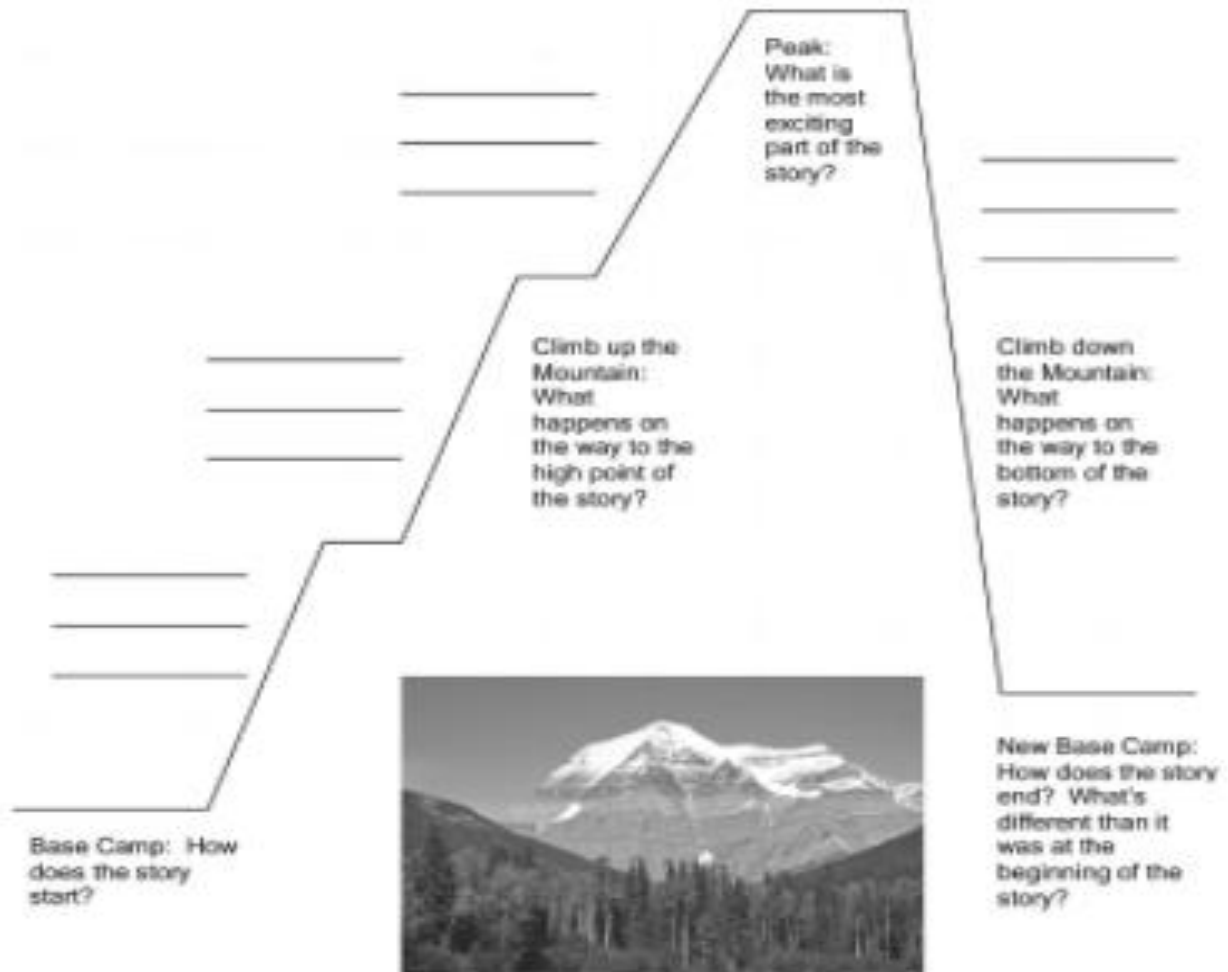 Peak:
What is
the most
exciting
part of the
story?
Climb up the
Mountain:
What
happens on
the way to the
high point of
the story?
Climb down
the Mountain:
What
happens on
the way to the
bottom of the
story?
Base Camp: How
does the story
start?
New Base Camp:
How does the story
end? What's
different than it
was at the
beginning of the
story?